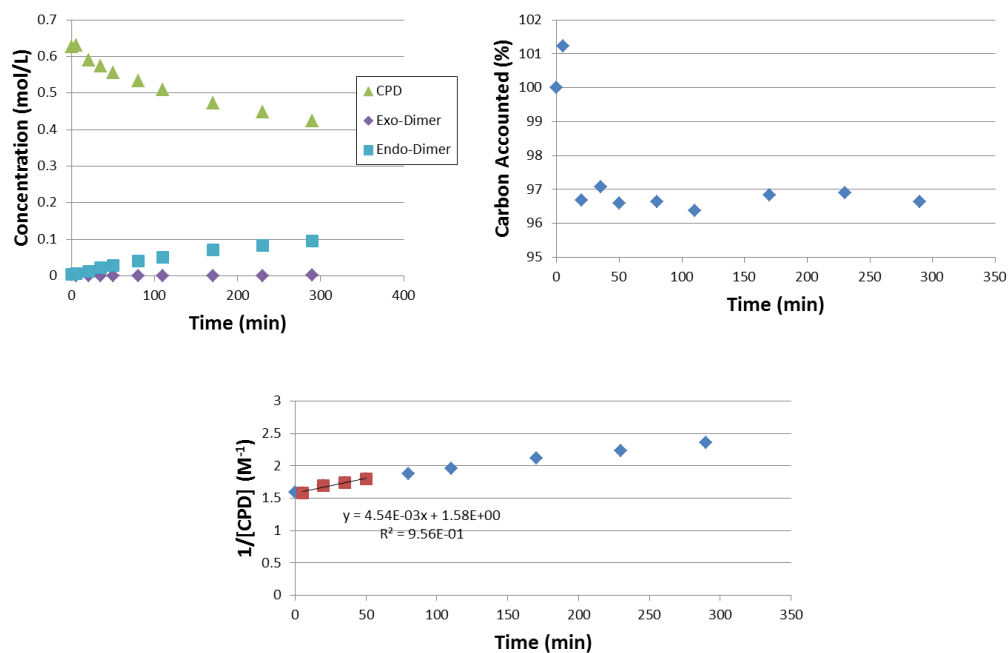 0.7
0.6
0.5
0.4
0.3
0.2
0.1
0
0 100 200 300 400
Concentration (mol/L)
Time (min)
CPD
Exo-Dimer
Endo-Dimer
102
101
100
99
98
97
96
95
0 50 100 150 200 250 300 350
Carbon Accounted (%)
Time (min)
3
2.5
2
1.5
1
0.5
0
0 50 100 150 200 250 300 350
1/[CPD] (M⁻¹)
y = 4.54E-03x + 1.58E+00
R² = 9.56E-01
Time (min)